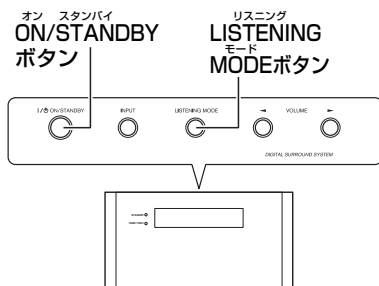 オン スタンバイ
ON/STANDBY
ボタン
リスニング
LISTENING
モード
MODEボタン
I/⏻ ON/STANDBY
INPUT
LISTENING MODE
◄ VOLUME ►
DIGITAL SURROUND SYSTEM